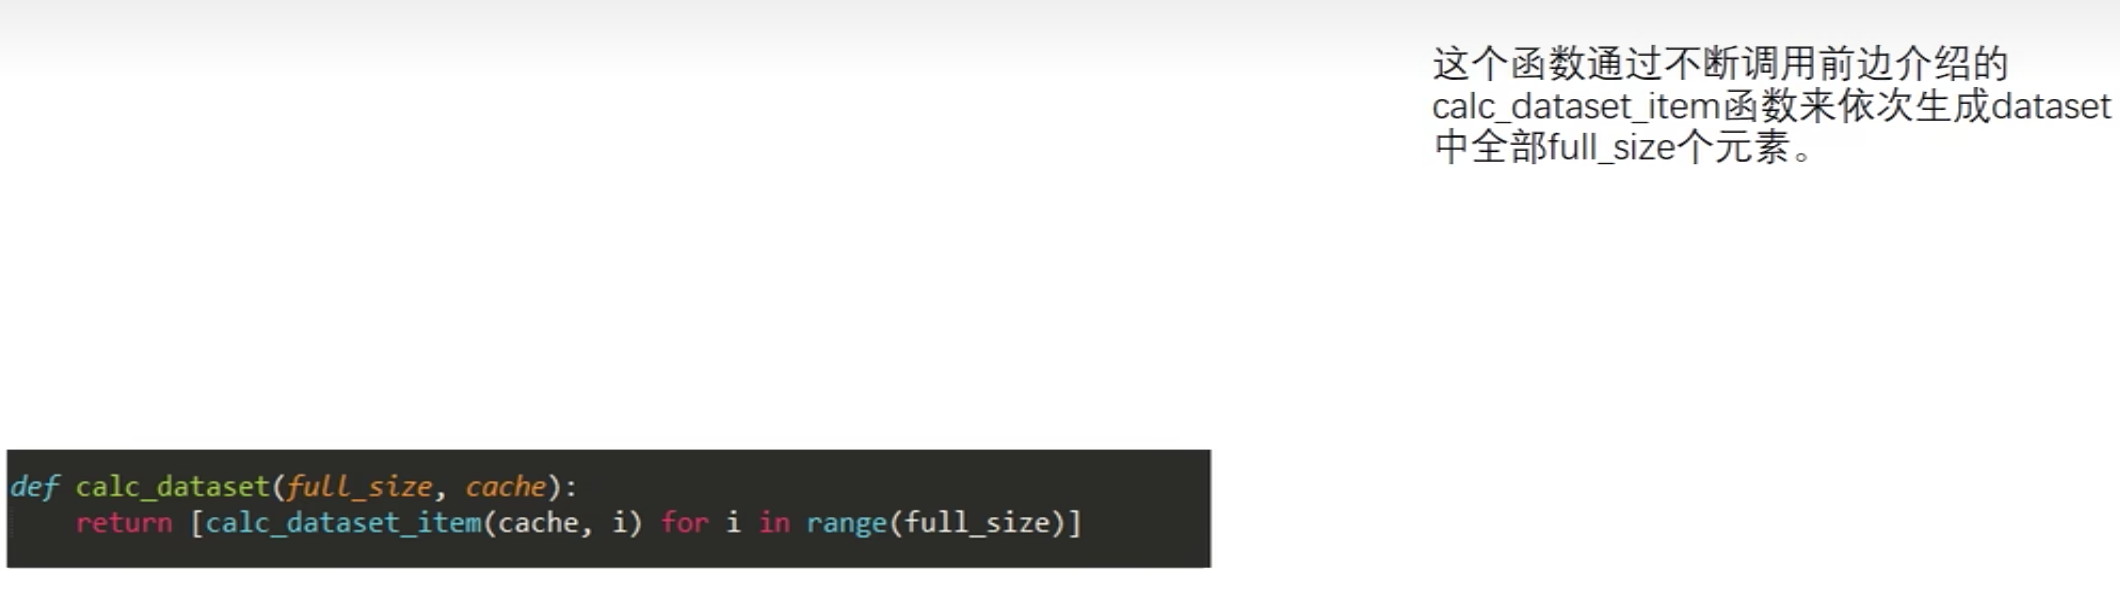 这个函数通过不断调用前边介绍的
calc_dataset_item函数来依次生成dataset
中全部full_size个元素。
def calc_dataset(full_size, cache):
    return [calc_dataset_item(cache, i) for i in range(full_size)]